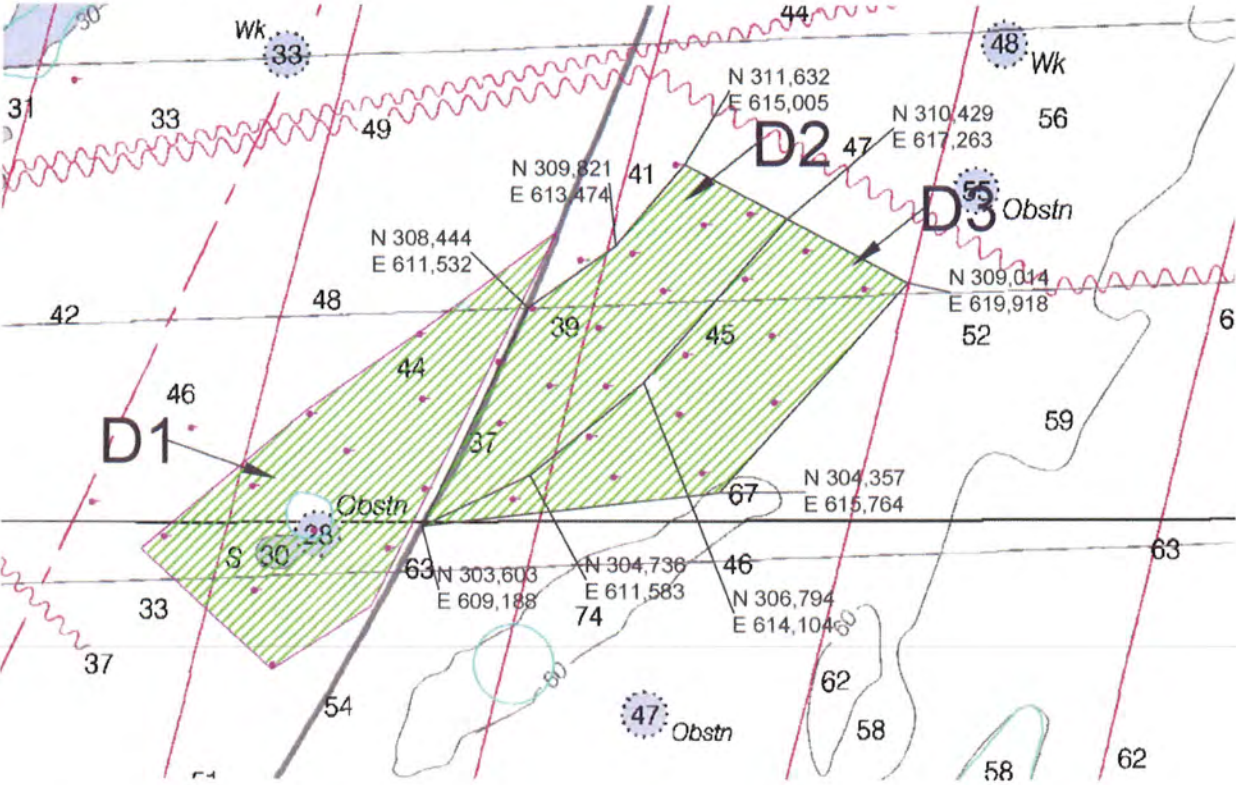 30
44
Wk
33
48
Wk
31
33
49
56
N 311,632
E 615,005
N 310,429
E 617,263
D2
47
N 309,821
E 613,474
41
55
D3
Obstn
N 308,444
E 611,532
N 309,014
E 619,918
42
48
39
45
52
6
44
46
59
D1
37
Obstn
67
N 304,357
E 615,764
28
S
30
63
N 303,603
E 609,188
N 304,736
E 611,583
46
63
33
74
N 306,794
E 614,104
60
37
60
62
54
47
Obstn
58
58
62